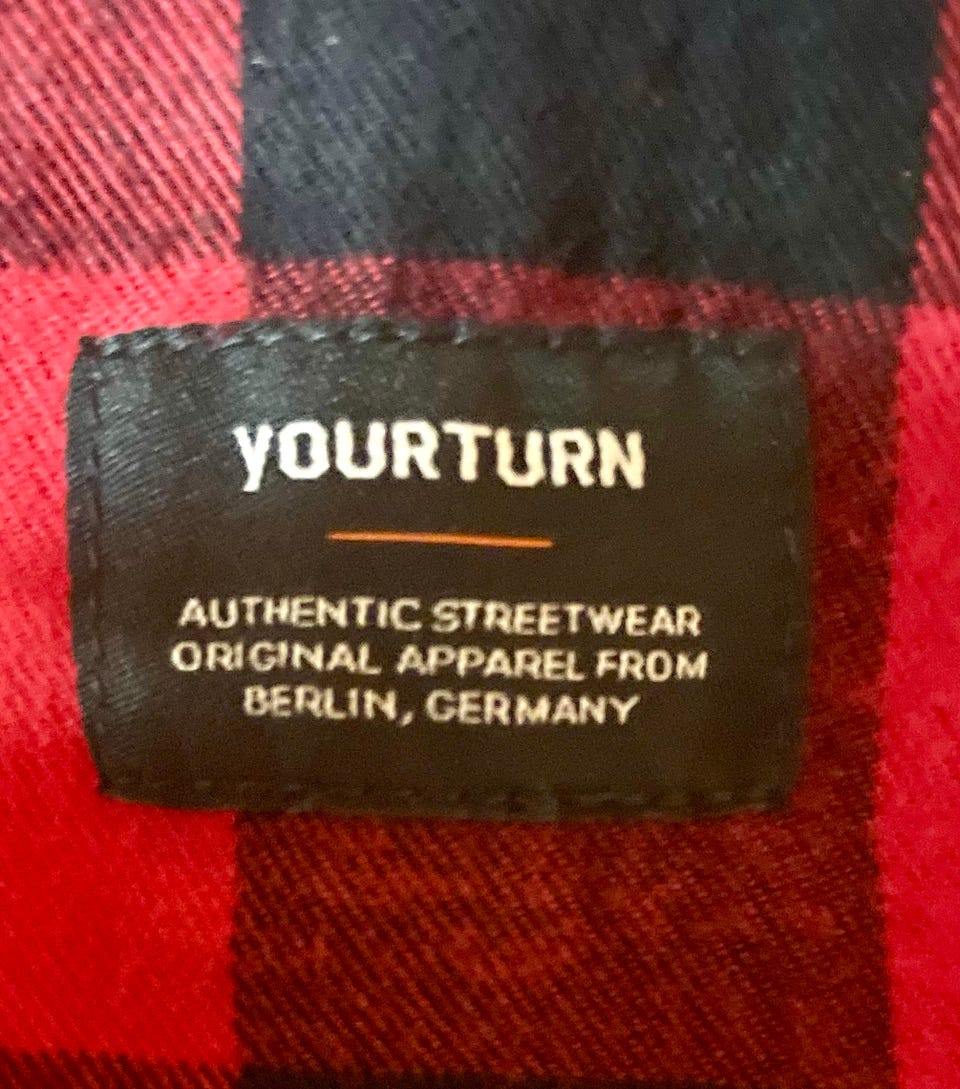 yOURTURN
AUTHENTIC STREETWEAR
ORIGINAL APPAREL FROM
BERLIN, GERMANY